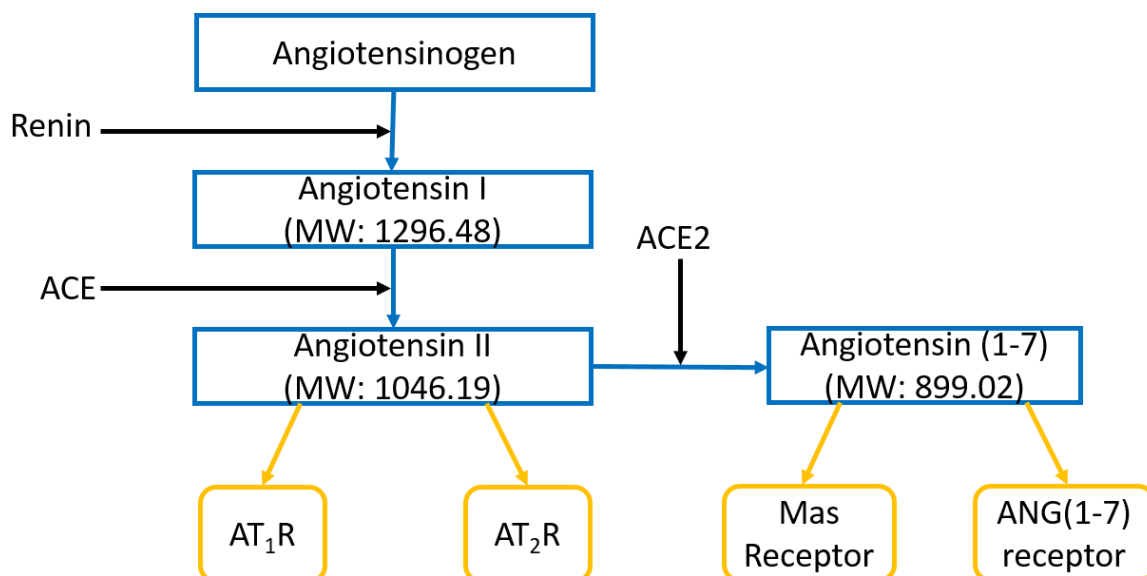 Angiotensinogen
Renin
Angiotensin I
(MW: 1296.48)
ACE2
ACE
Angiotensin II
(MW: 1046.19)
Angiotensin (1-7)
(MW: 899.02)
AT₁R
AT₂R
Mas
Receptor
ANG(1-7)
receptor